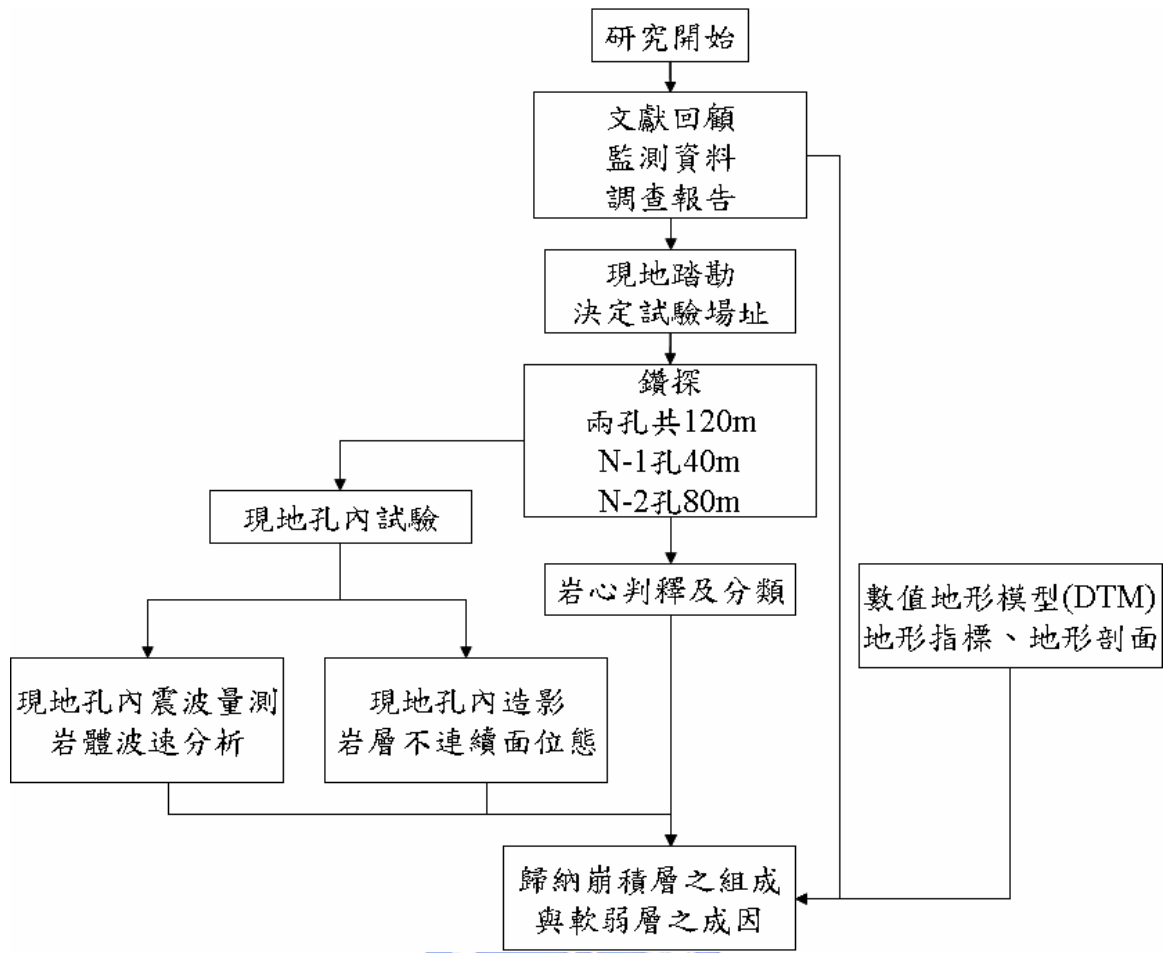 研究開始
文獻回顧
監測資料
調查報告
現地踏勘
決定試驗場址
鑽探
兩孔共120m
N-1孔40m
N-2孔80m
現地孔內試驗
岩心判釋及分類
數值地形模型(DTM)
地形指標、地形剖面
現地孔內震波量測
岩體波速分析
現地孔內造影
岩層不連續面位態
歸納崩積層之組成
與軟弱層之成因